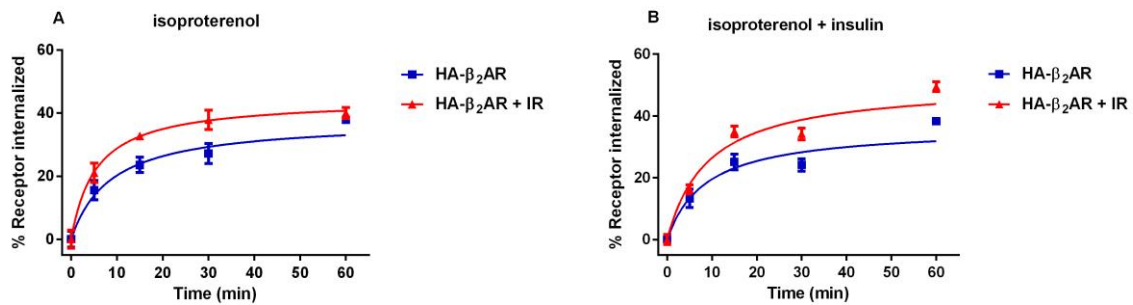 A
isoproterenol
% Receptor internalized
60
40
20
0
0 10 20 30 40 50 60
Time (min)
HA-β₂AR
HA-β₂AR + IR
B
isoproterenol + insulin
% Receptor internalized
60
40
20
0
0 10 20 30 40 50 60
Time (min)
HA-β₂AR
HA-β₂AR + IR